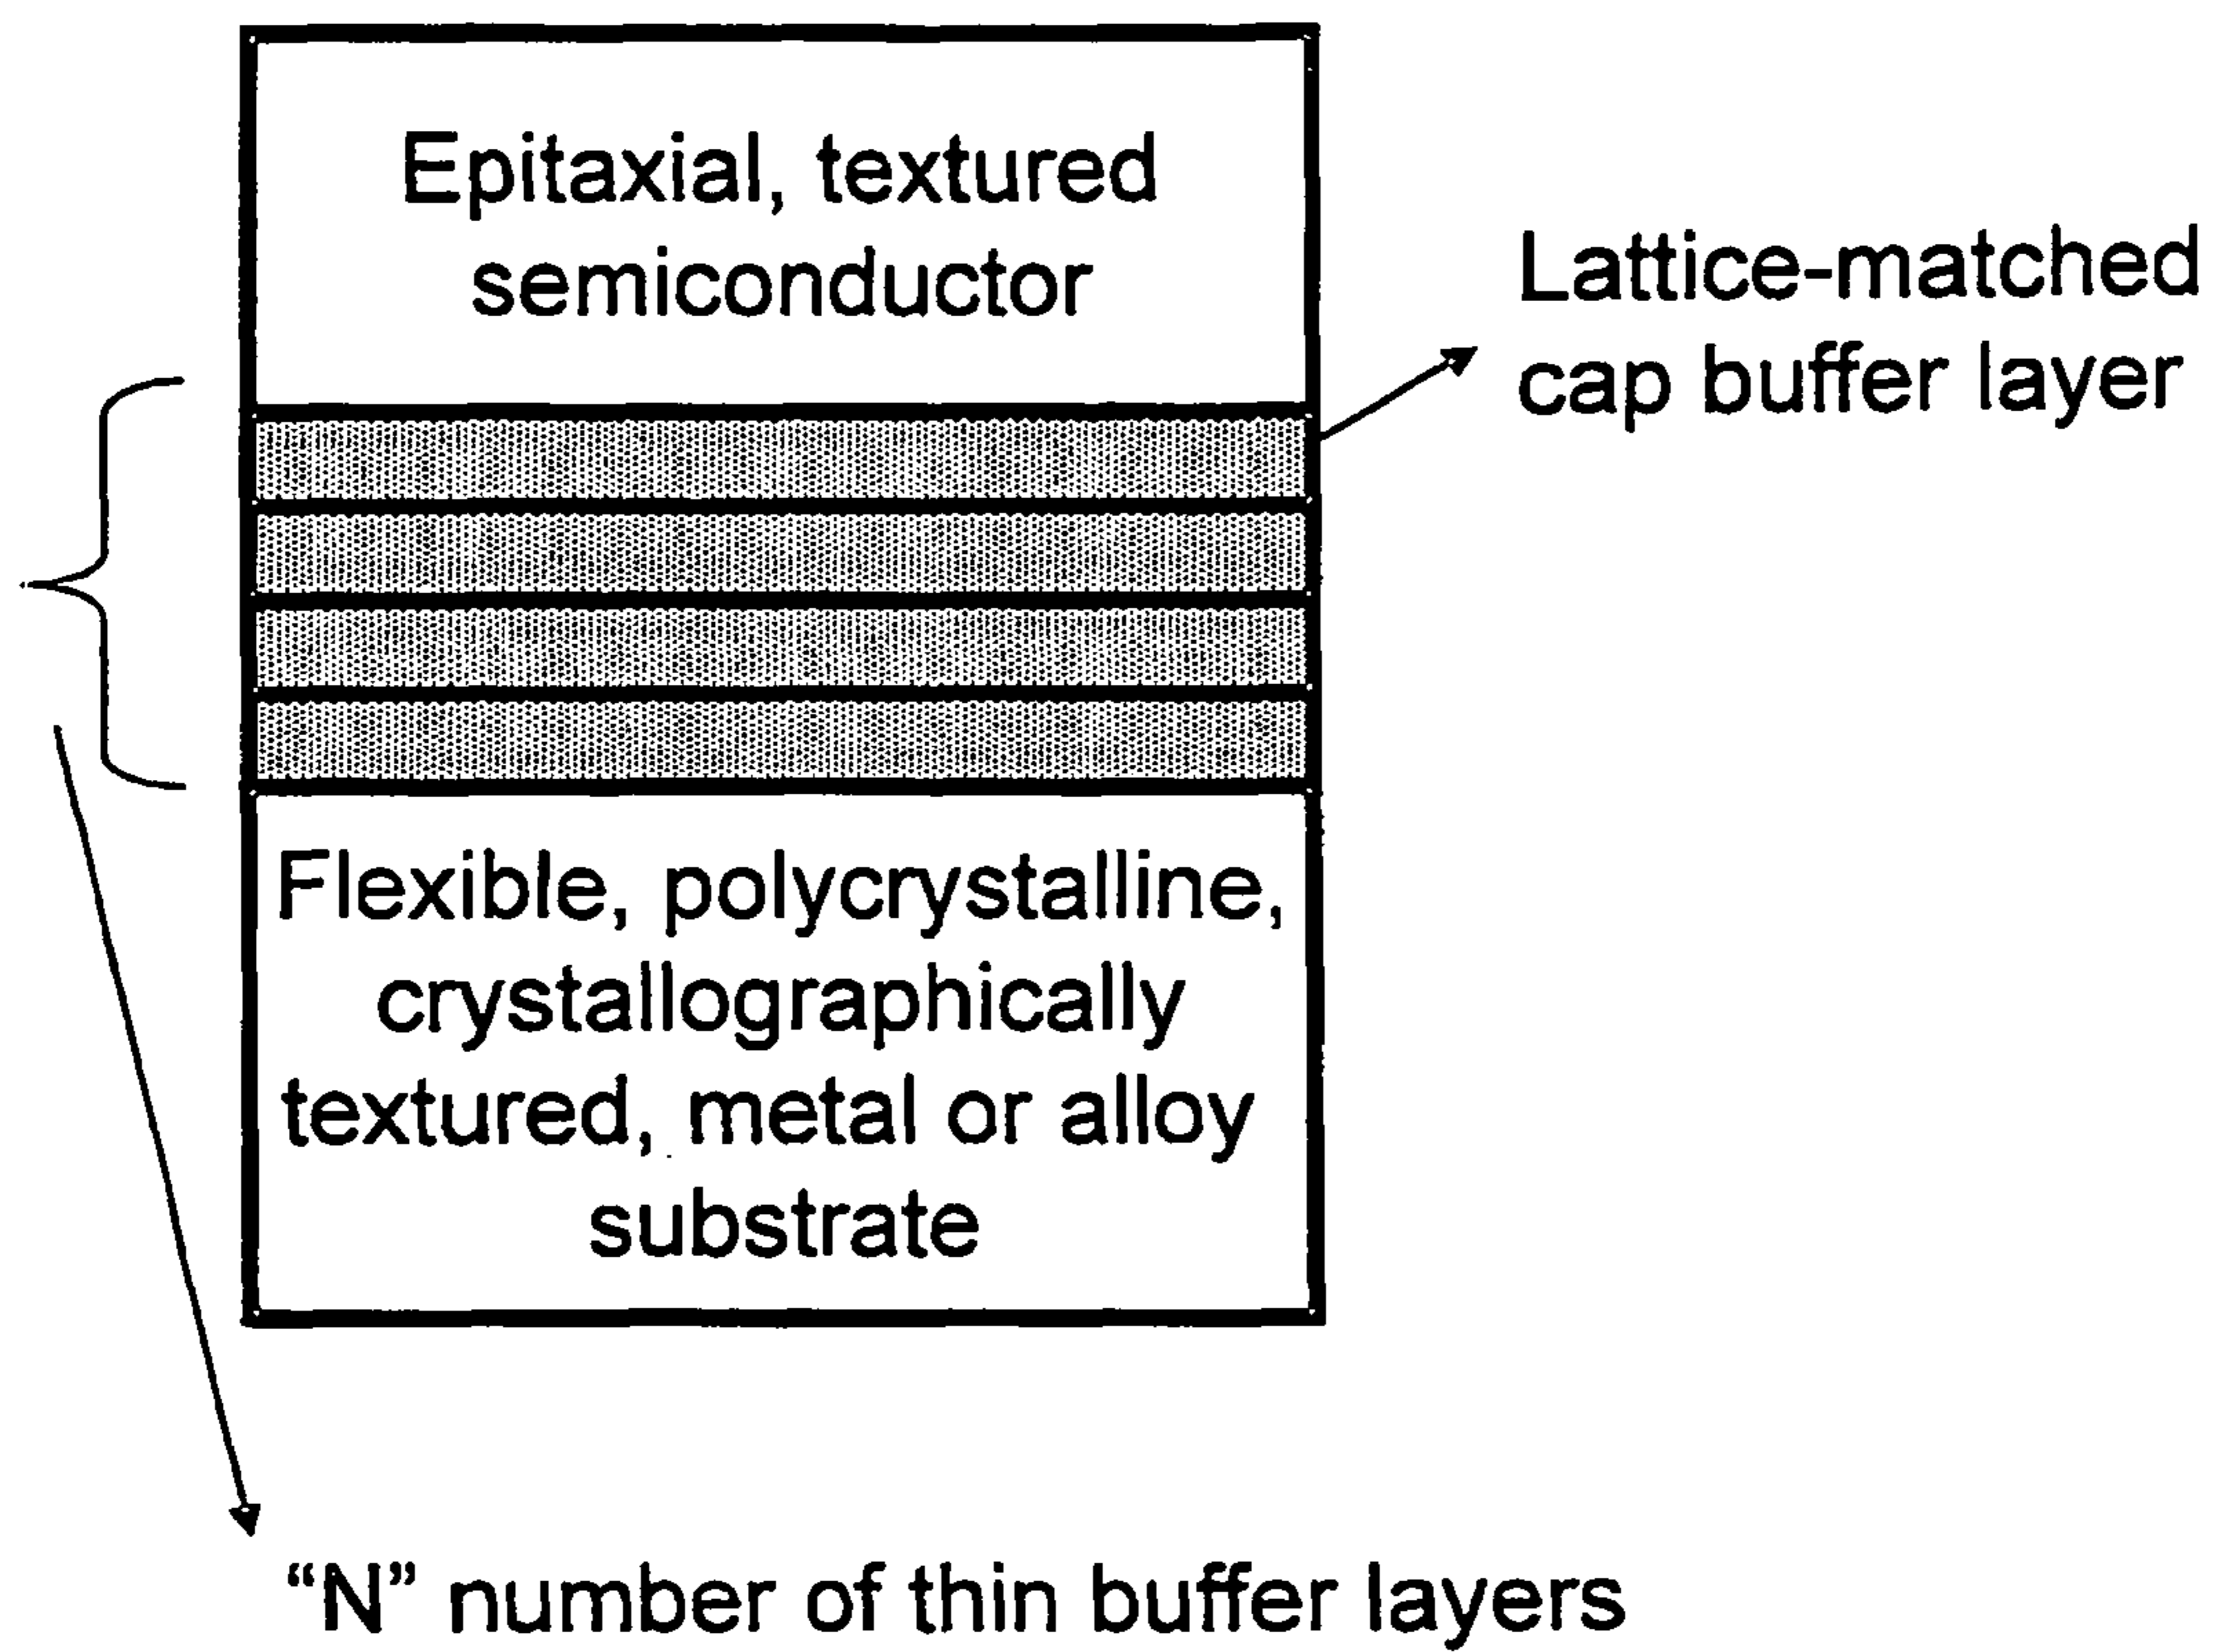 Epitaxial, textured
semiconductor
Lattice-matched
cap buffer layer
Flexible, polycrystalline,
crystallographically
textured, metal or alloy
substrate
“N” number of thin buffer layers